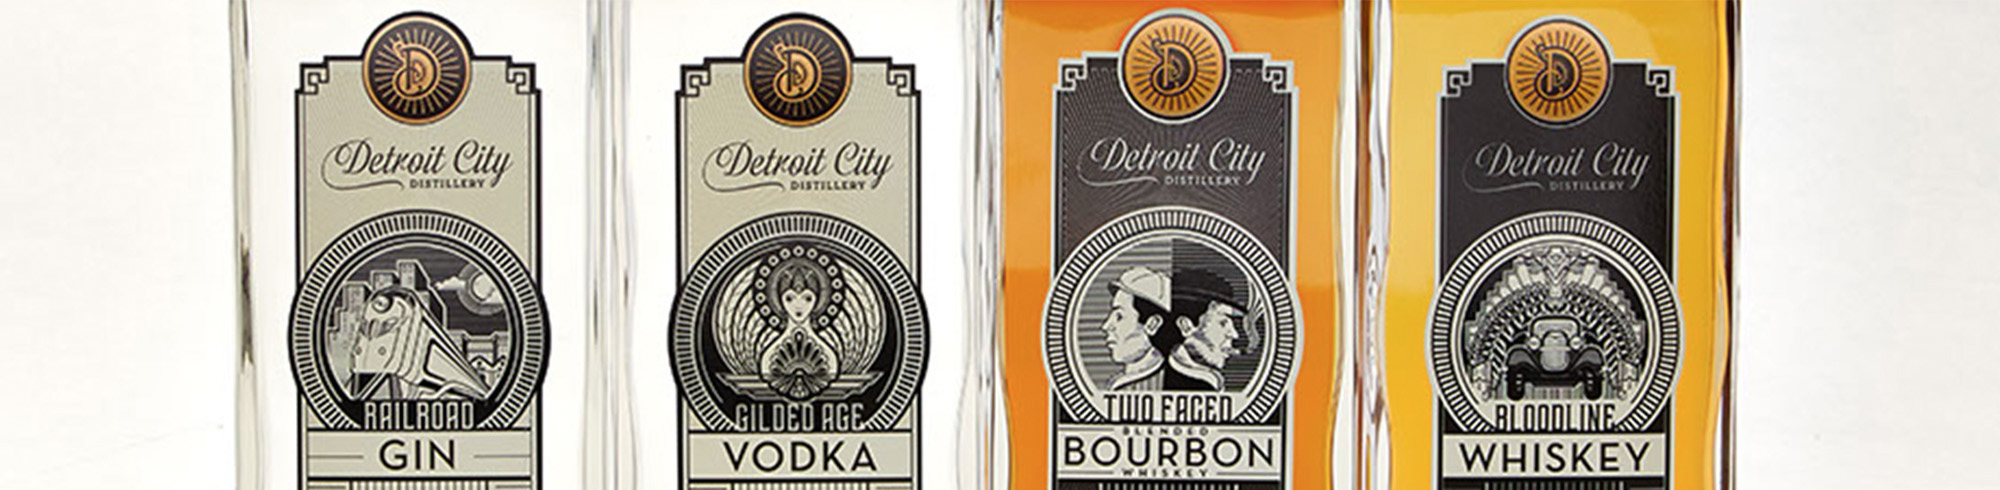 D
Detroit City
DISTILLERY
RAILROAD
GIN
D
Detroit City
DISTILLERY
GILDED AGE
VODKA
D
Detroit City
DISTILLERY
TWO FACED
BLENDED
BOURBON
WHISKEY
D
Detroit City
DISTILLERY
BLOODLINE
WHISKEY